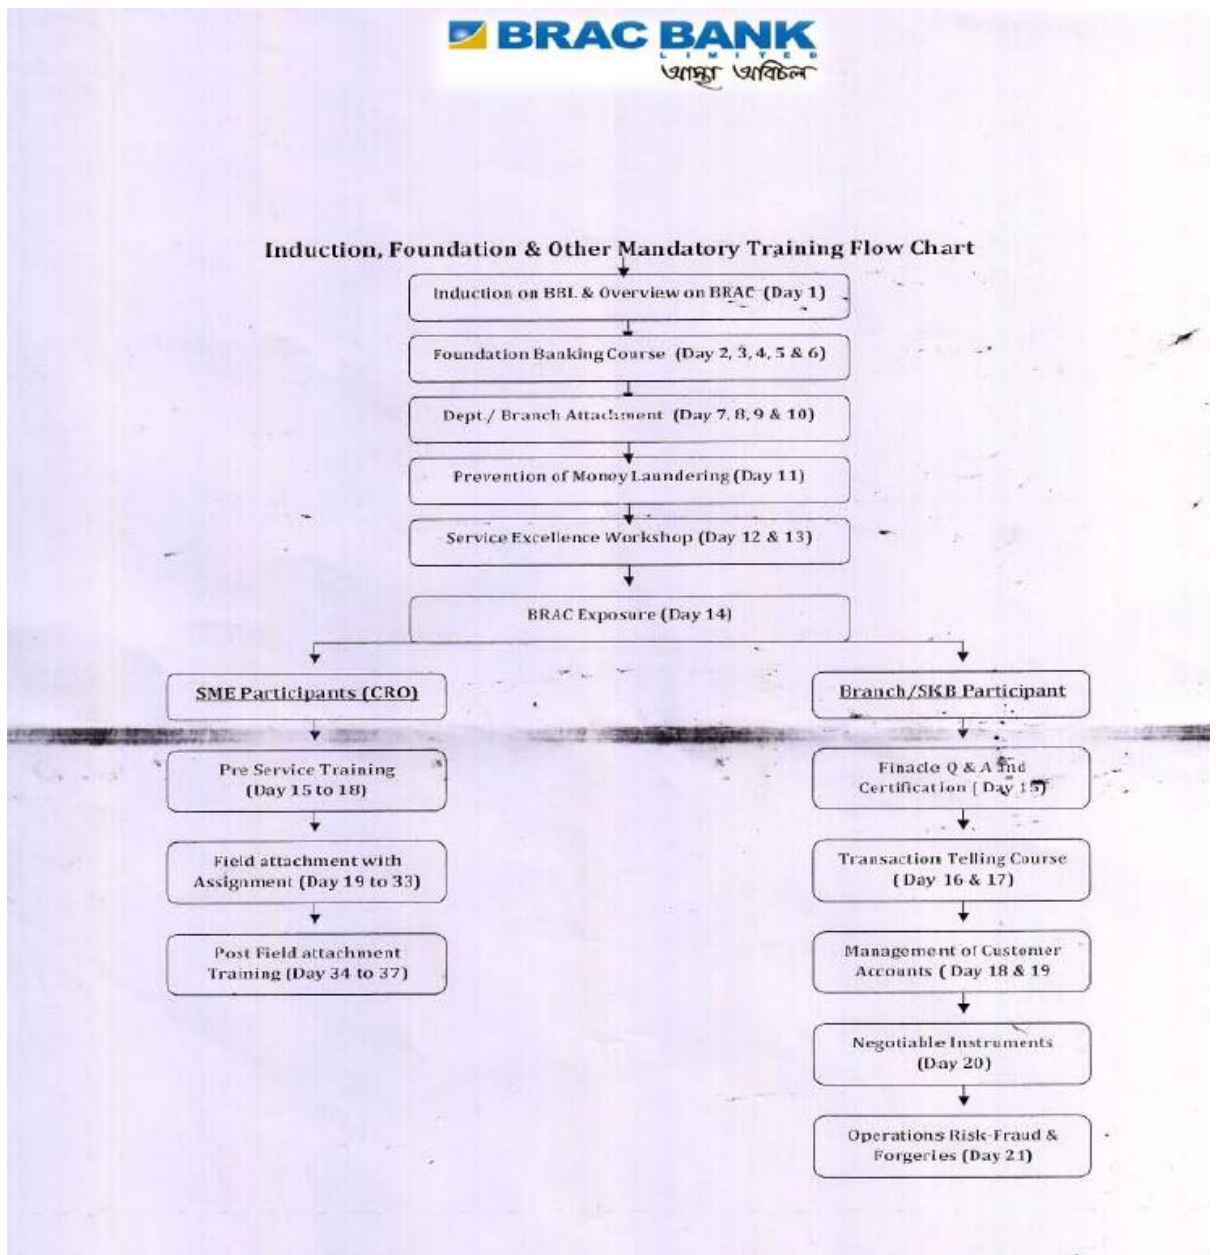 BRAC BANK
LIMITED
আস্থা অবিচল
Induction, Foundation & Other Mandatory Training Flow Chart
Induction on BBL & Overview on BRAC (Day 1)
Foundation Banking Course (Day 2, 3, 4, 5 & 6)
Dept./ Branch Attachment (Day 7, 8, 9 & 10)
Prevention of Money Laundering (Day 11)
Service Excellence Workshop (Day 12 & 13)
BRAC Exposure (Day 14)
SME Participants (CRO)
Pre Service Training
(Day 15 to 18)
Field attachment with
Assignment (Day 19 to 33)
Post Field attachment
Training (Day 34 to 37)
Branch/SKB Participant
Finacle Q & A and
Certification ( Day 15)
Transaction Telling Course
( Day 16 & 17)
Management of Customer
Accounts ( Day 18 & 19
Negotiable Instruments
(Day 20)
Operations Risk-Fraud &
Forgeries (Day 21)